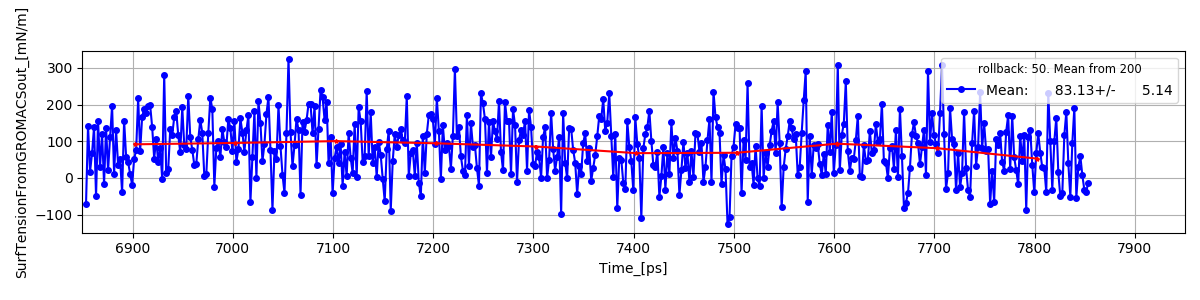 SurfTensionFromGROMACSout_[mN/m]
300
200
100
0
−100
rollback: 50. Mean from 200
Mean: 83.13+/- 5.14
6900 7000 7100 7200 7300 7400 7500 7600 7700 7800 7900
Time_[ps]